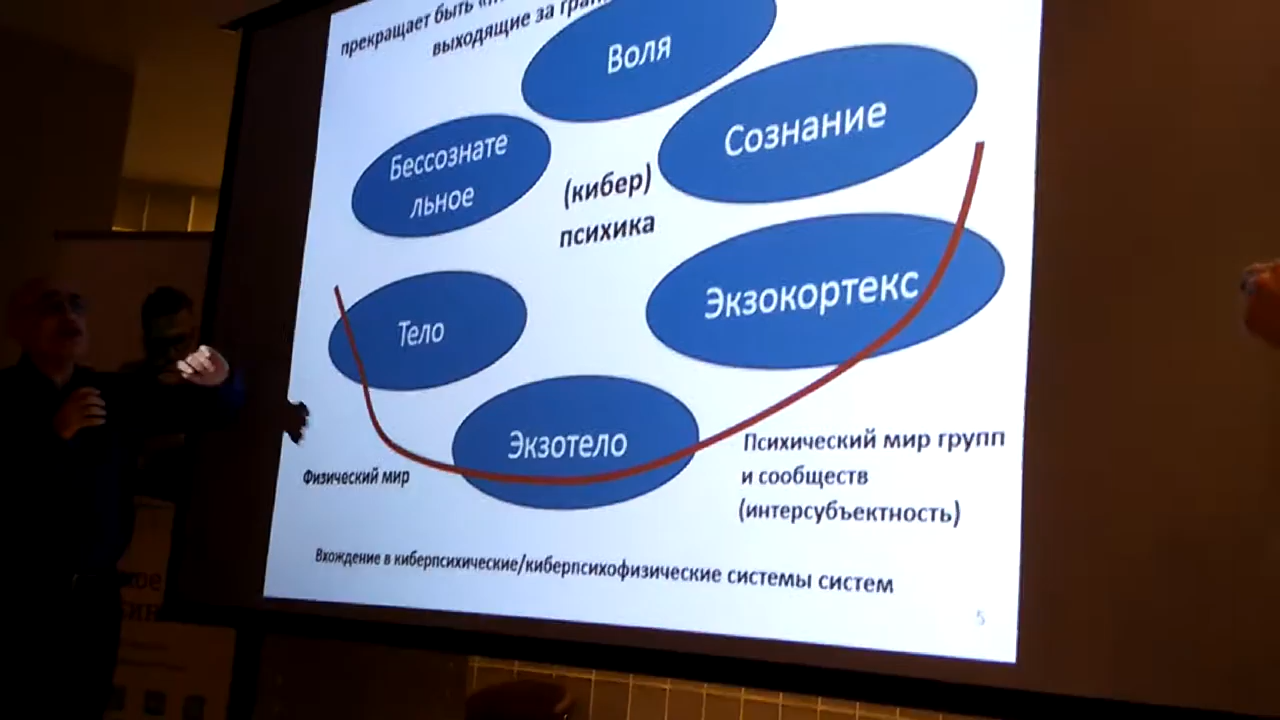 прекращает быть
выходящие за
Воля
Сознание
Бессознате
льное
(кибер)
психика
Экзокортекс
Тело
Экзотело
Физический мир
Психический мир групп
и сообществ
(интерсубъектность)
Вхождение в киберпсихические/киберпсихофизические системы систем
5